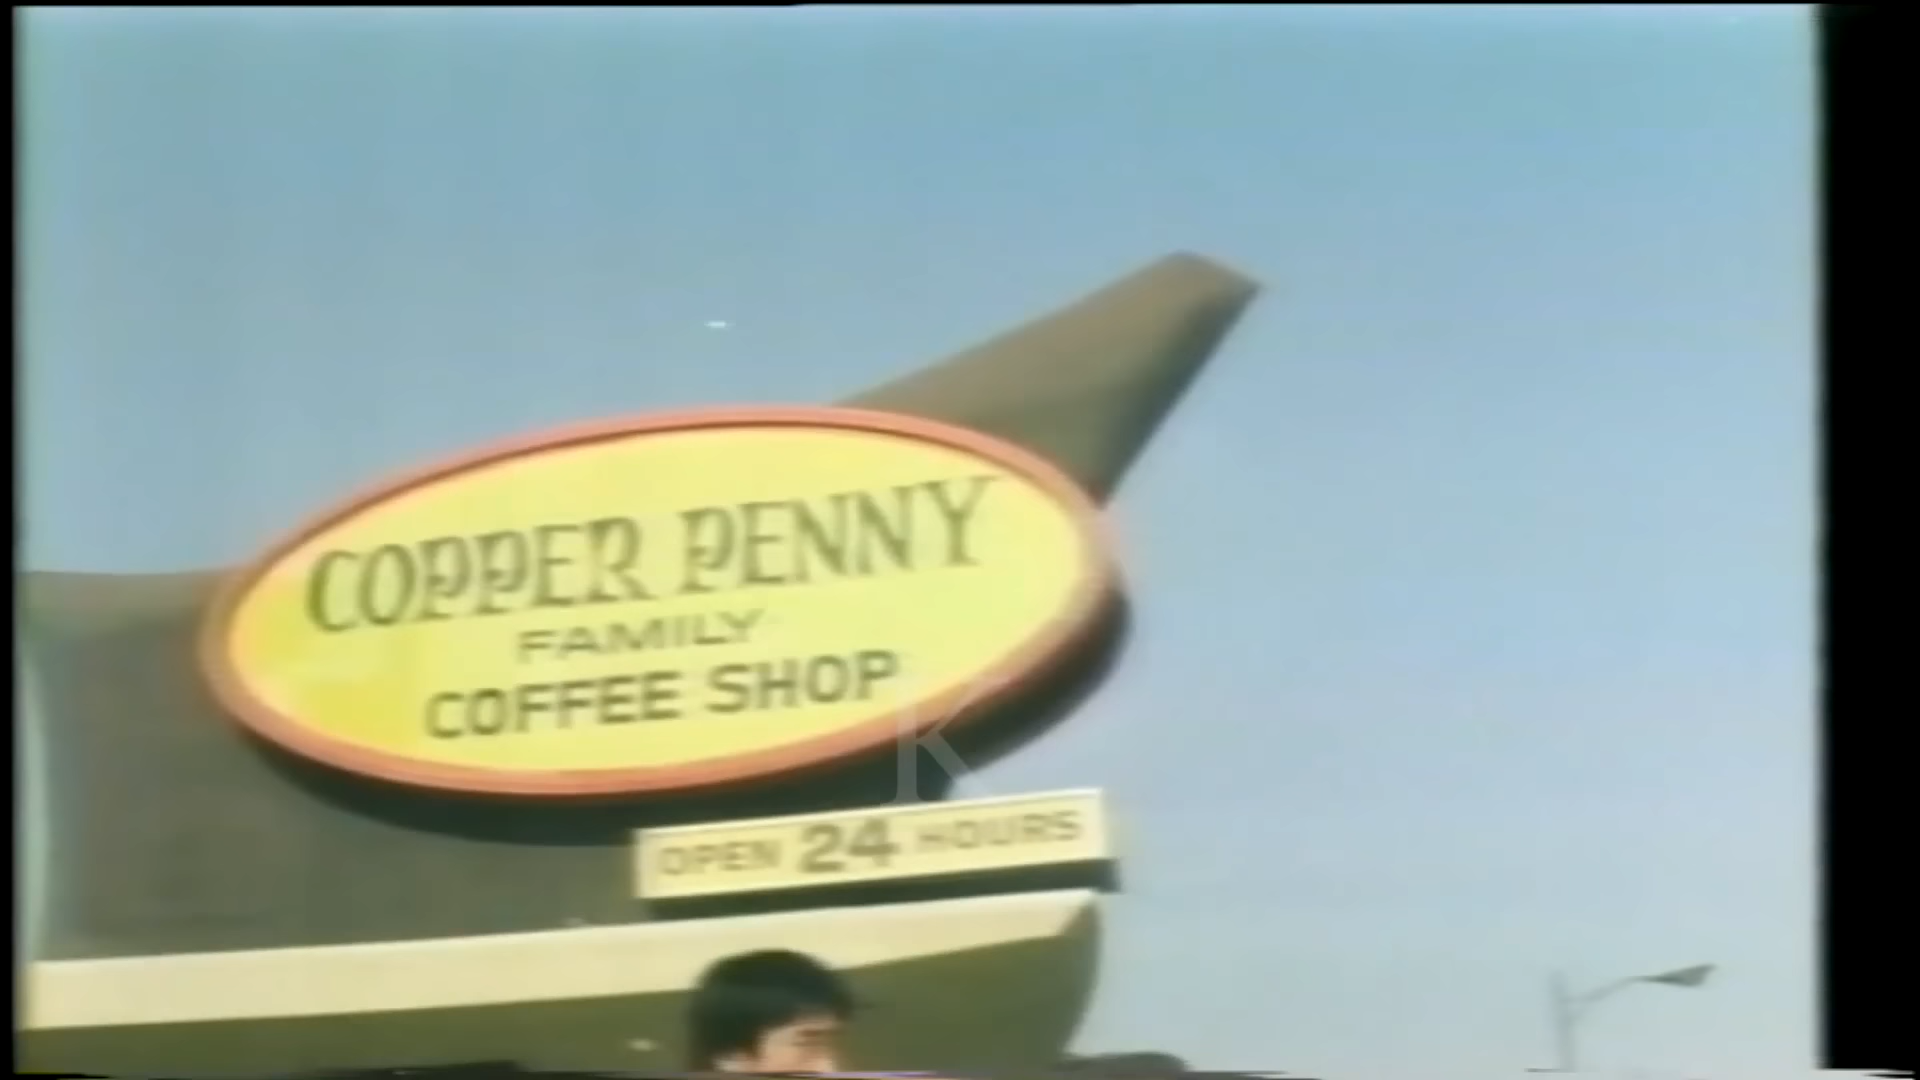 COPPER PENNY
FAMILY
COFFEE SHOP
K
OPEN 24 HOURS